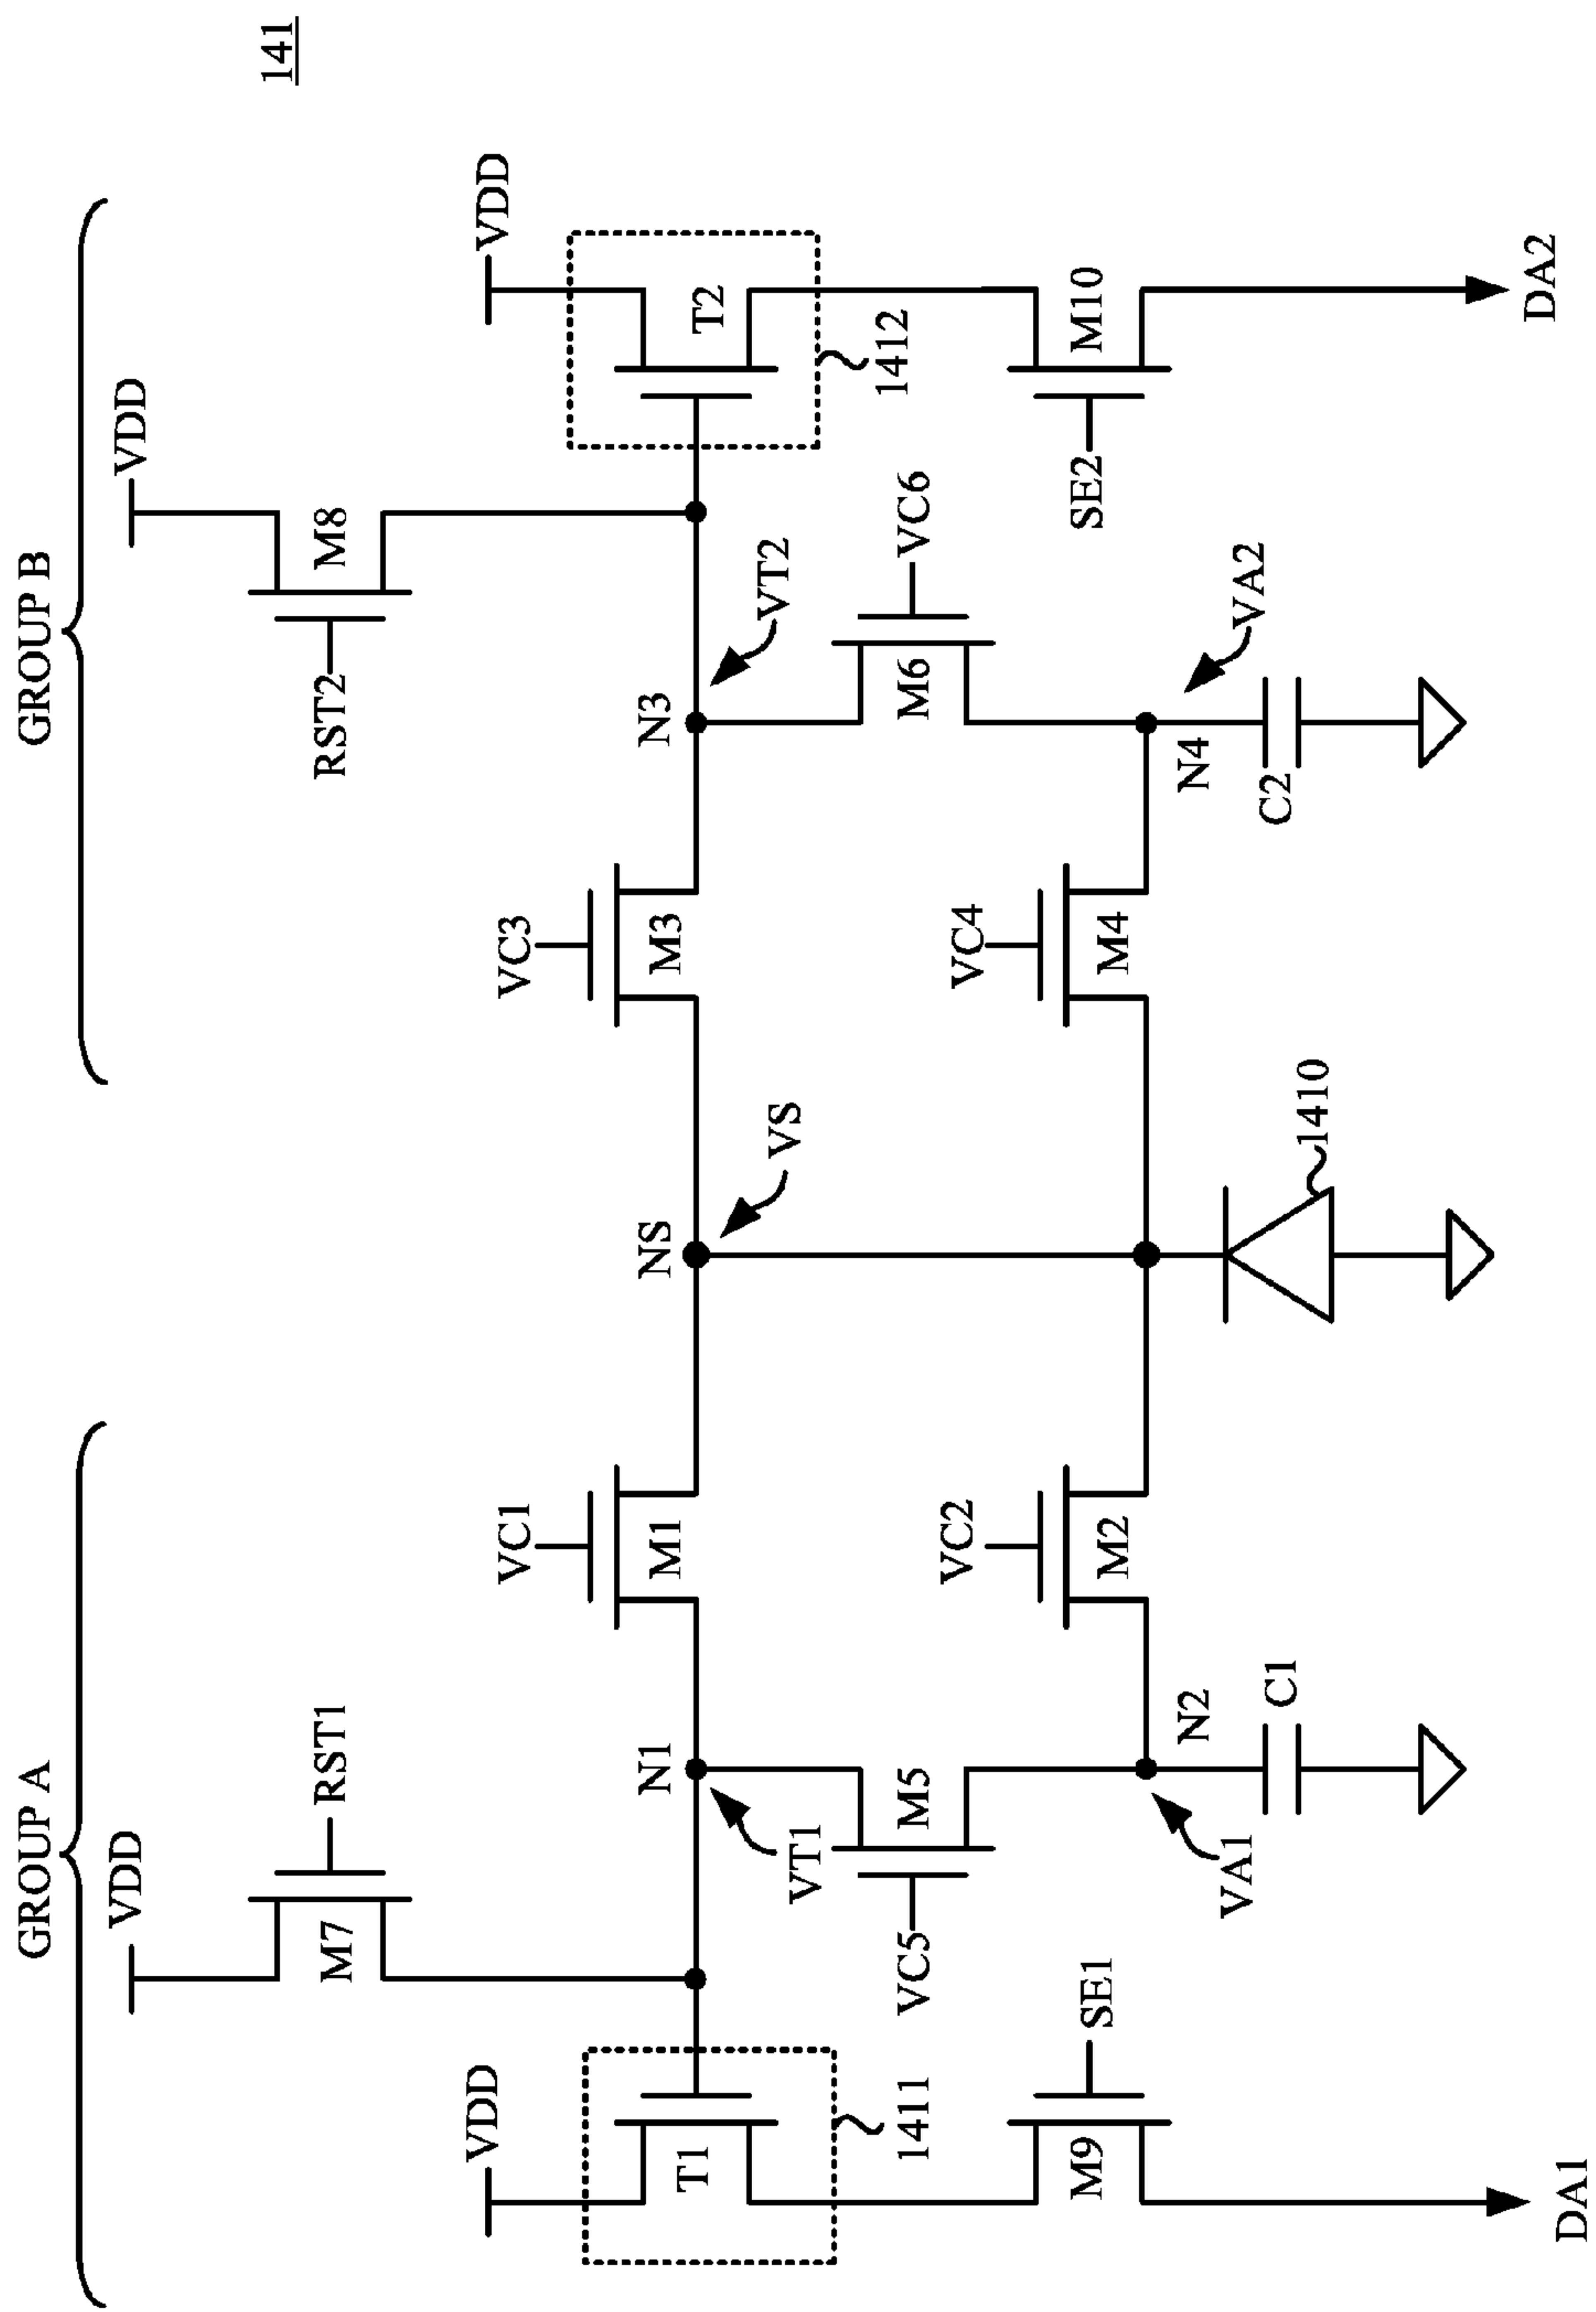 141
GROUP A
GROUP B
VDD
VDD
M7
RST1
RST2
M8
VDD
VDD
VC1
VC3
T1
N1
M1
NS
M3
N3
T2
VT1
VS
VT2
1411
VC5
M5
M6
VC6
1412
VC2
VC4
M9
SE1
M2
M4
SE2
M10
N2
N4
VA1
C1
C2
VA2
1410
DA1
DA2